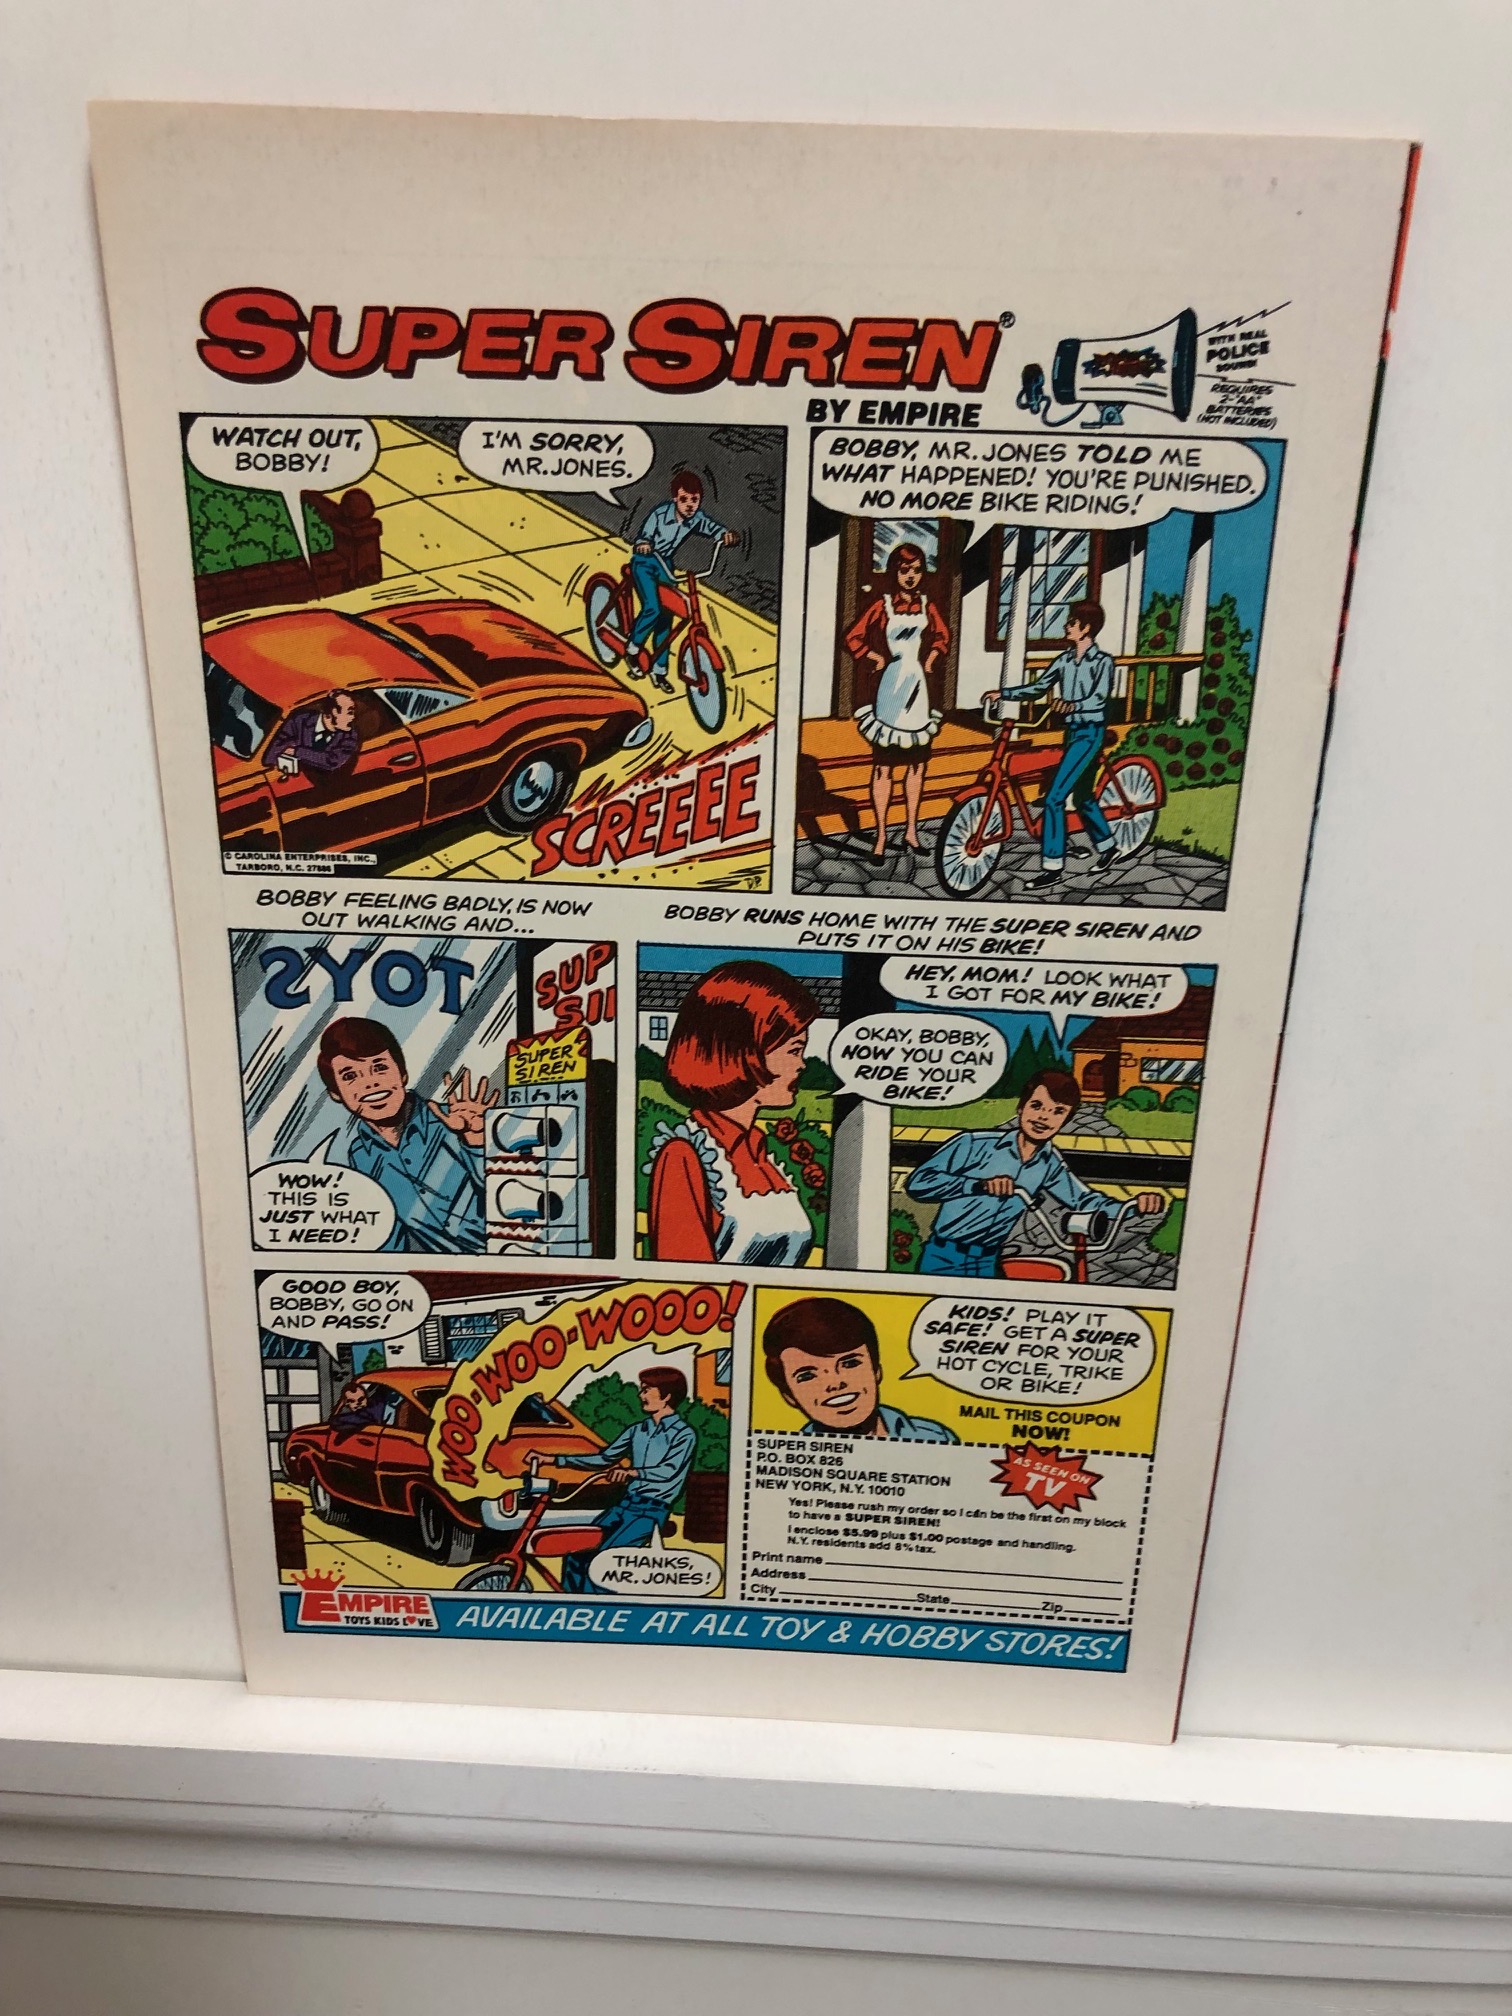 SUPER SIREN®
BY EMPIRE
WITH REAL
POLICE
SOUND!
REQUIRES
2-"AA"
BATTERIES
(NOT INCLUDED)
WATCH OUT,
BOBBY!
I'M SORRY,
MR. JONES.
SCREEEE
© CAROLINA ENTERPRISES, INC.,
TARBORO, N.C. 27886
D.P.
BOBBY, MR. JONES TOLD ME
WHAT HAPPENED! YOU'RE PUNISHED.
NO MORE BIKE RIDING!
BOBBY FEELING BADLY, IS NOW
OUT WALKING AND...
TOYS
SUP
SII
SUPER
SIREN
WOW!
THIS IS
JUST WHAT
I NEED!
BOBBY RUNS HOME WITH THE SUPER SIREN AND
PUTS IT ON HIS BIKE!
HEY, MOM! LOOK WHAT
I GOT FOR MY BIKE!
OKAY, BOBBY,
NOW YOU CAN
RIDE YOUR
BIKE!
GOOD BOY,
BOBBY, GO ON
AND PASS!
WOO-WOO-WOOO!
THANKS,
MR. JONES!
KIDS! PLAY IT
SAFE! GET A SUPER
SIREN FOR YOUR
HOT CYCLE, TRIKE
OR BIKE!
MAIL THIS COUPON
NOW!
SUPER SIREN
P.O. BOX 826
MADISON SQUARE STATION
NEW YORK, N.Y. 10010
AS SEEN ON
TV
Yes! Please rush my order so I can be the first on my block
to have a SUPER SIREN!
I enclose $5.99 plus $1.00 postage and handling.
N.Y. residents add 8% tax.
Print name
Address
City State Zip
EMPIRE
TOYS KIDS L♥VE
AVAILABLE AT ALL TOY & HOBBY STORES!